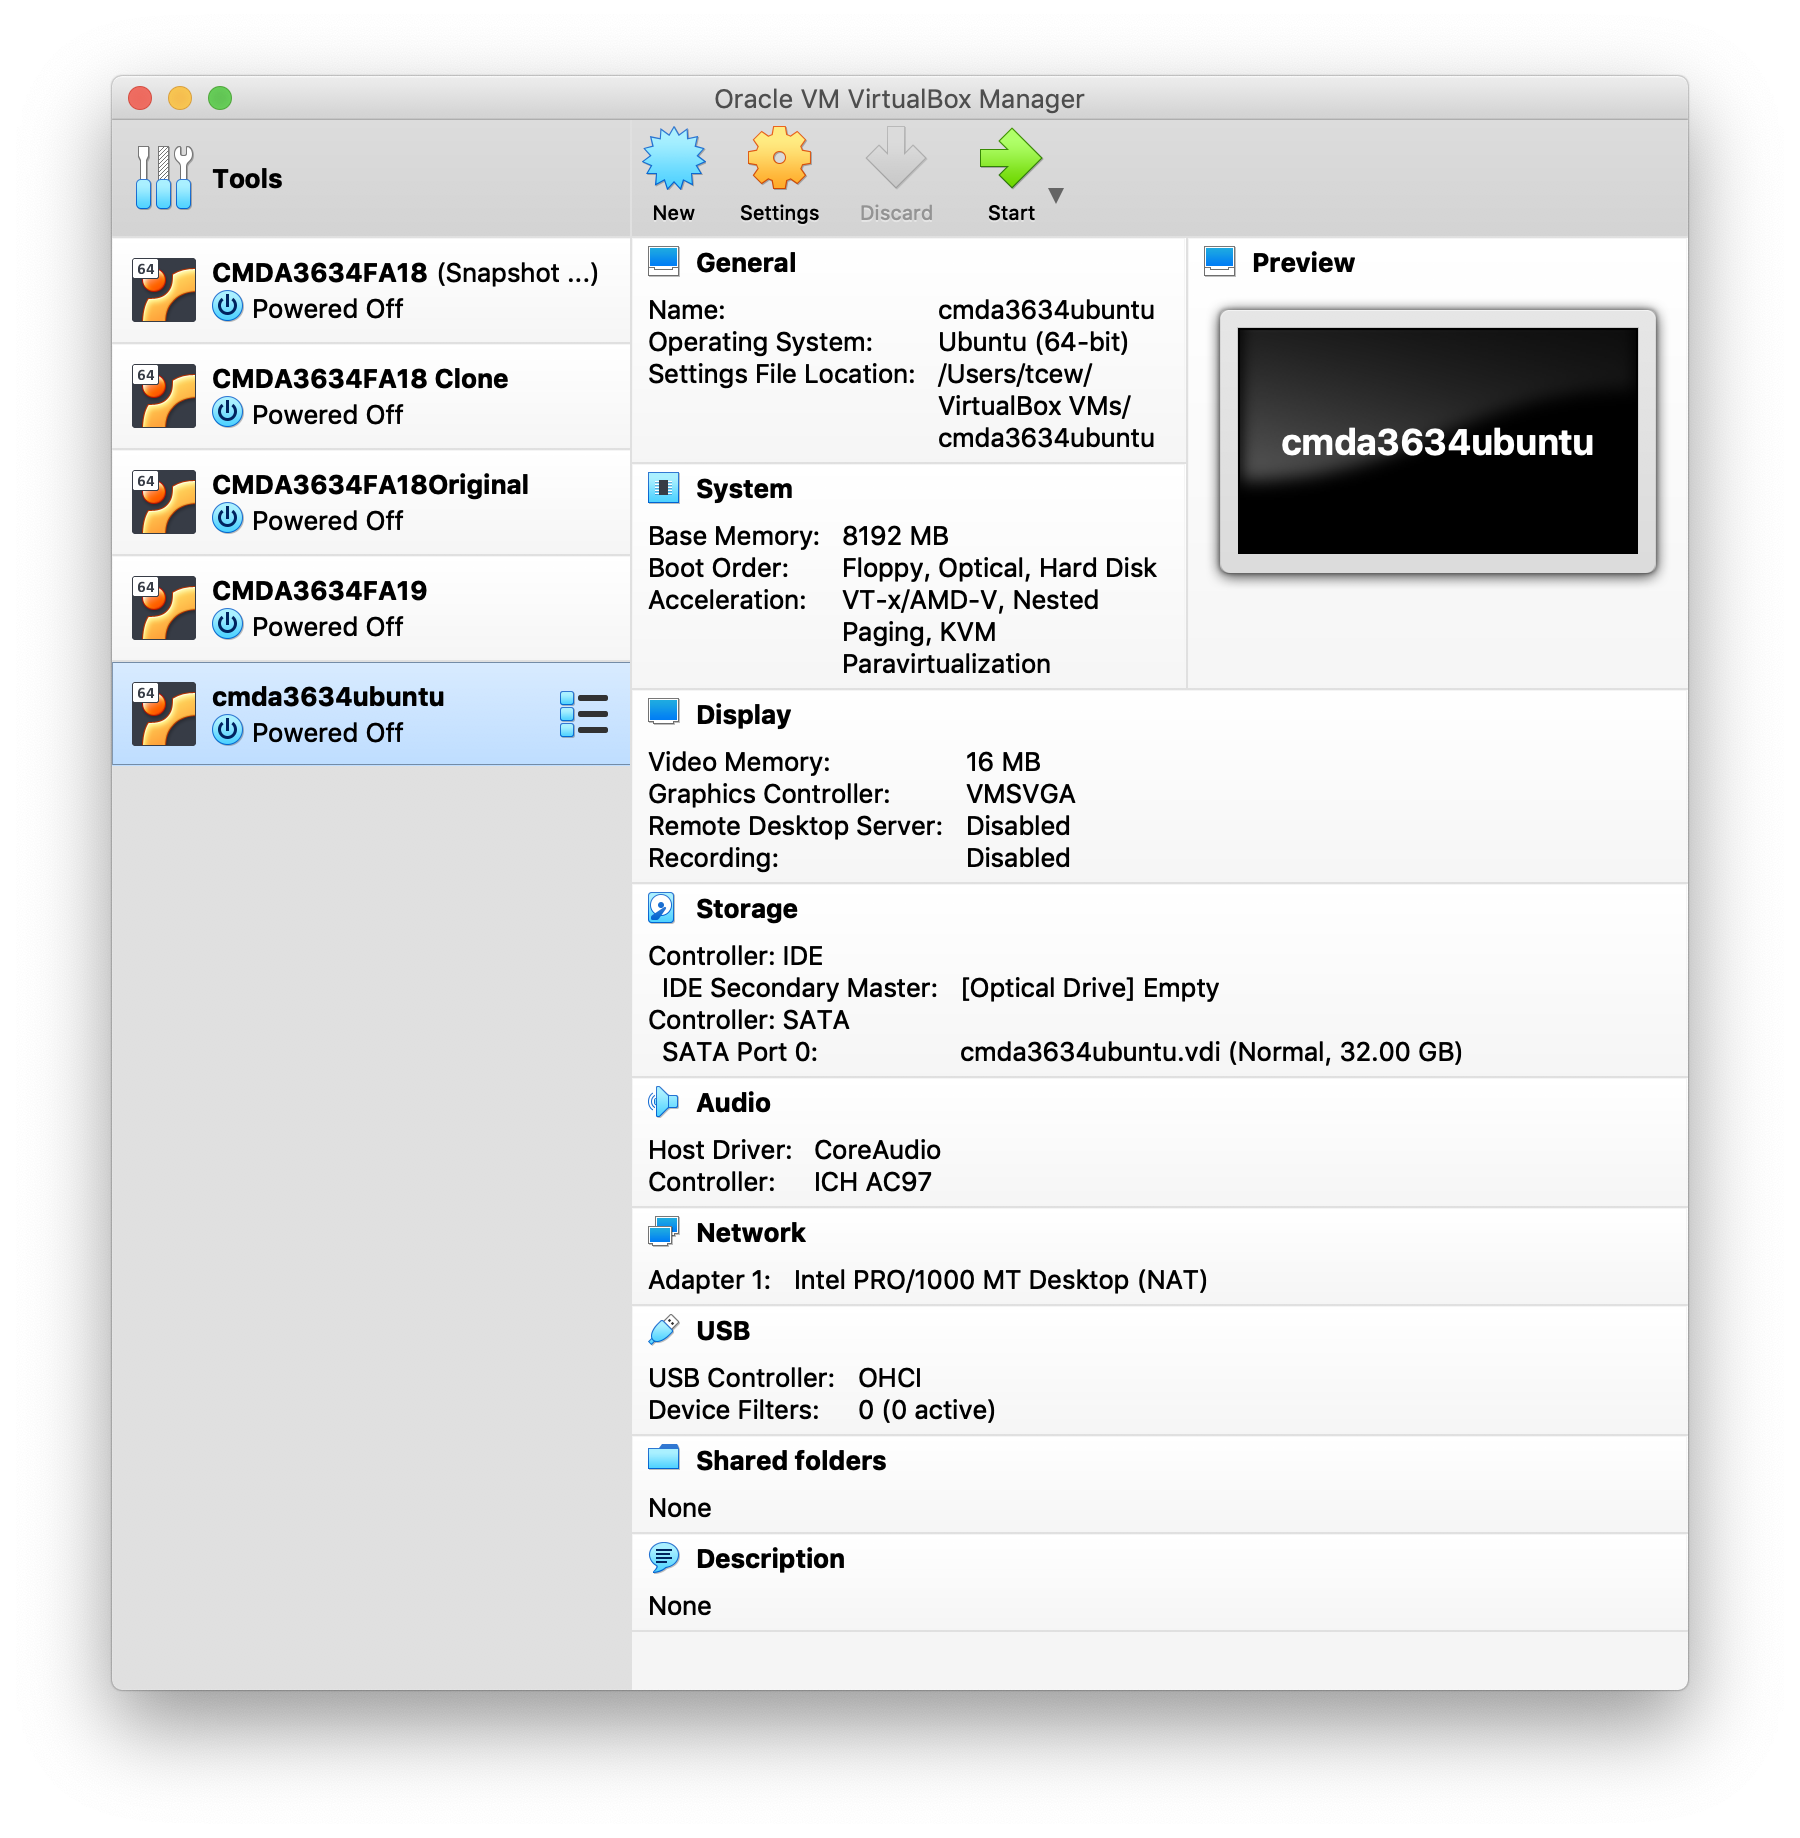 Oracle VM VirtualBox Manager
Tools
New
Settings
Discard
Start
64
CMDA3634FA18 (Snapshot ...)
Powered Off
64
CMDA3634FA18 Clone
Powered Off
64
CMDA3634FA18Original
Powered Off
64
CMDA3634FA19
Powered Off
64
cmda3634ubuntu
Powered Off
General
Name: cmda3634ubuntu
Operating System: Ubuntu (64-bit)
Settings File Location: /Users/tcew/
VirtualBox VMs/
cmda3634ubuntu
Preview
cmda3634ubuntu
System
Base Memory: 8192 MB
Boot Order: Floppy, Optical, Hard Disk
Acceleration: VT-x/AMD-V, Nested
Paging, KVM
Paravirtualization
Display
Video Memory: 16 MB
Graphics Controller: VMSVGA
Remote Desktop Server: Disabled
Recording: Disabled
Storage
Controller: IDE
IDE Secondary Master: [Optical Drive] Empty
Controller: SATA
SATA Port 0: cmda3634ubuntu.vdi (Normal, 32.00 GB)
Audio
Host Driver: CoreAudio
Controller: ICH AC97
Network
Adapter 1: Intel PRO/1000 MT Desktop (NAT)
USB
USB Controller: OHCI
Device Filters: 0 (0 active)
Shared folders
None
Description
None